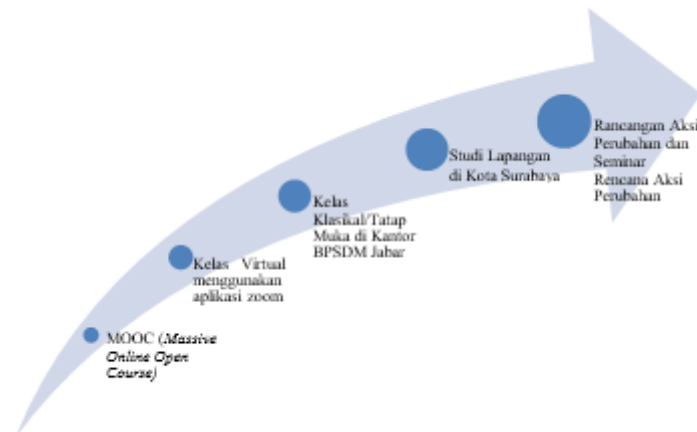 MOOC (Massive
Online Open
Course)
Kelas Virtual
menggunakan
aplikasi zoom
Kelas
Klasikal/Tatap
Muka di Kantor
BPSDM Jabar
Studi Lapangan
di Kota Surabaya
Rancangan Aksi
Perubahan dan
Seminar
Rencana Aksi
Perubahan